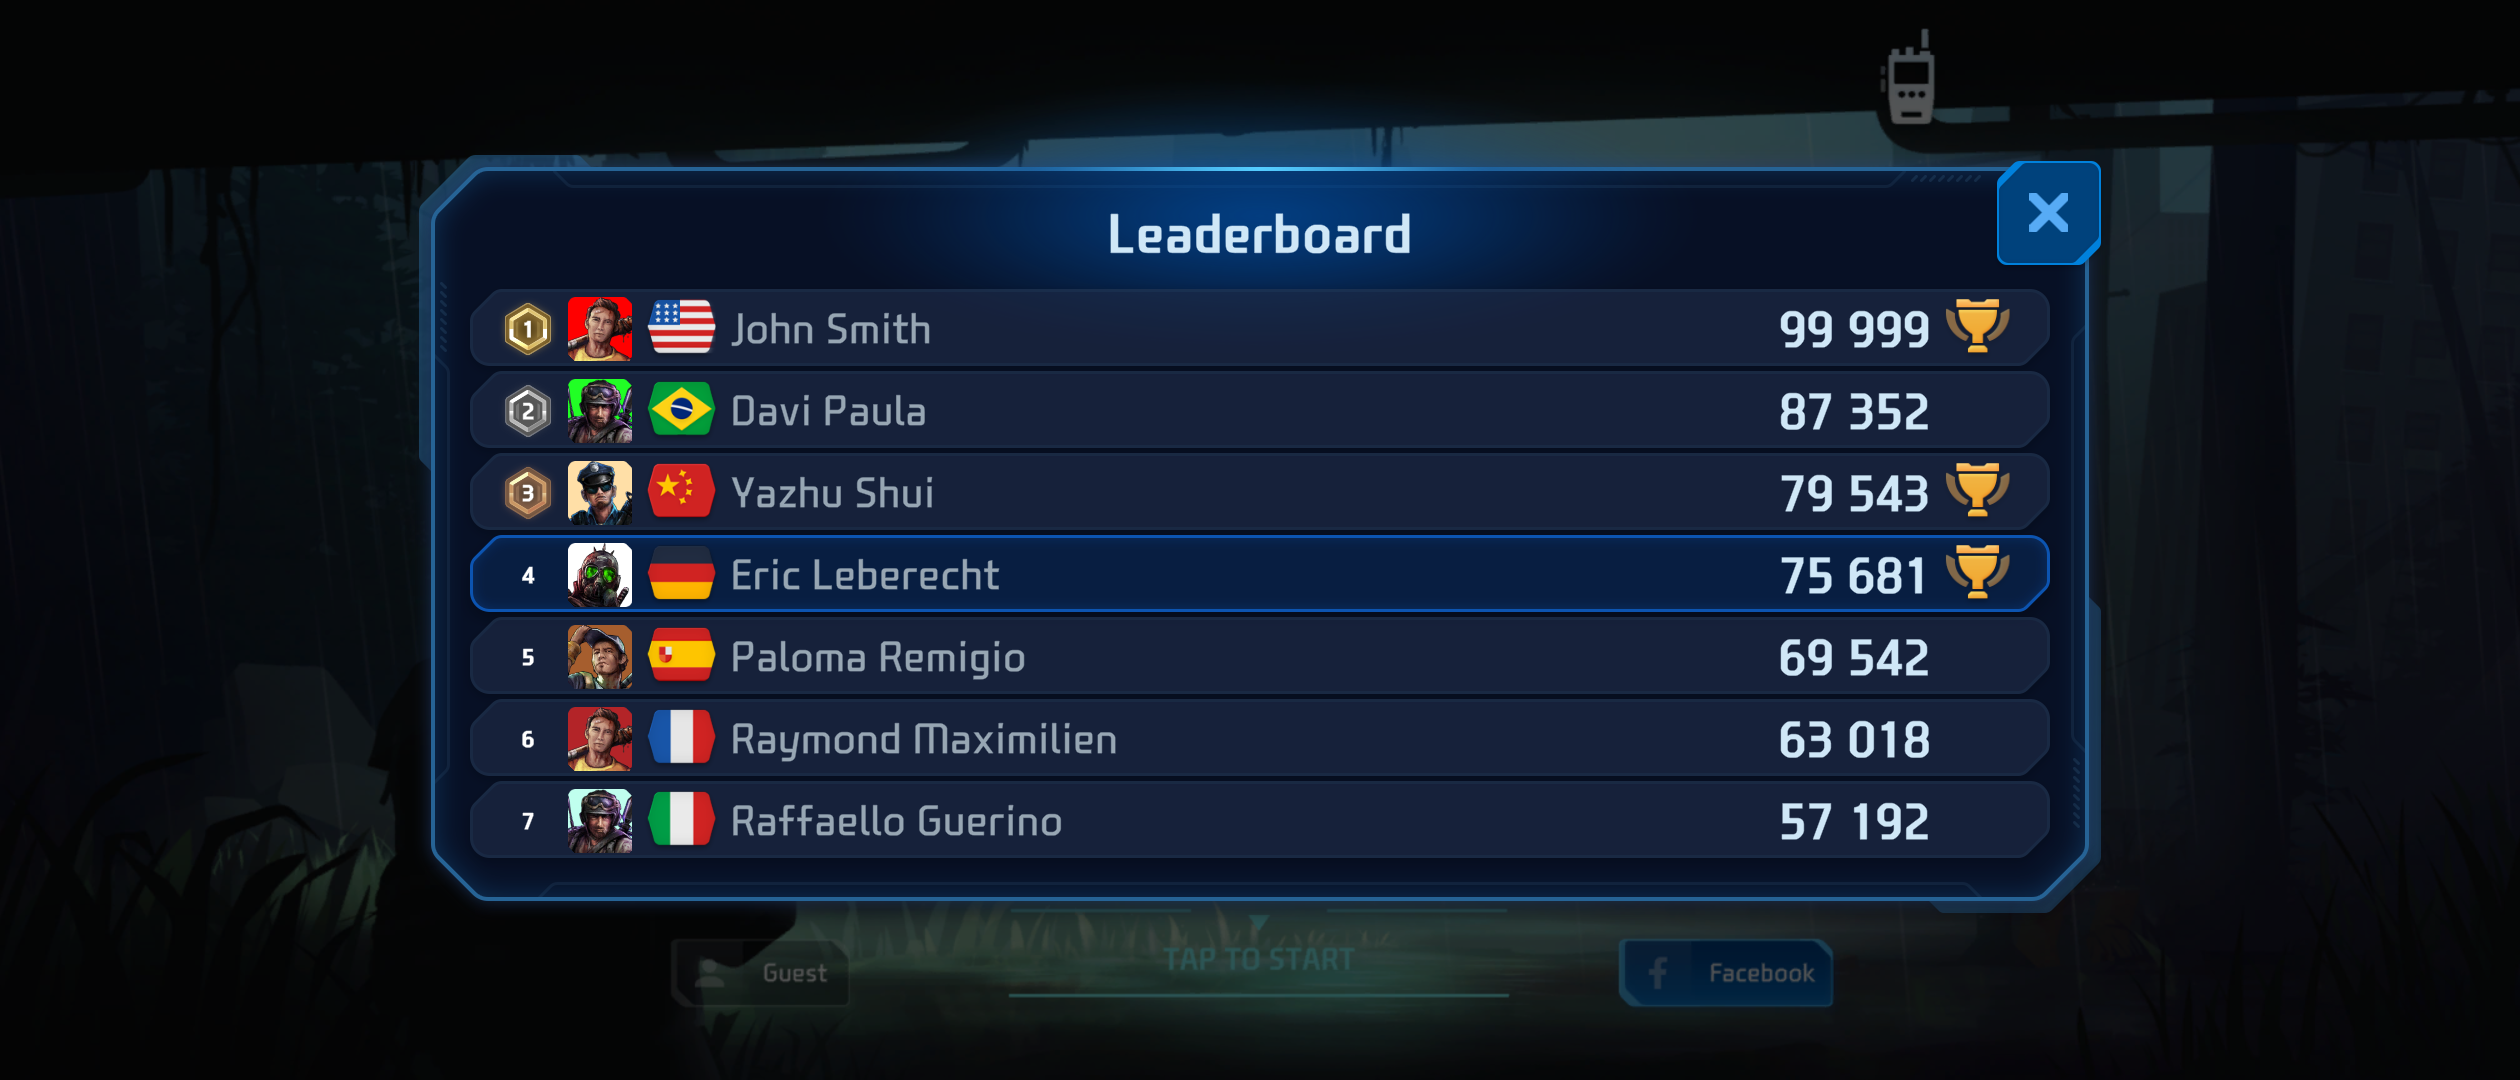 Leaderboard
1 John Smith 99 999
2 Davi Paula 87 352
3 Yazhu Shui 79 543
4 Eric Leberecht 75 681
5 Paloma Remigio 69 542
6 Raymond Maximilien 63 018
7 Raffaello Guerino 57 192
TAP TO START
Guest
Facebook